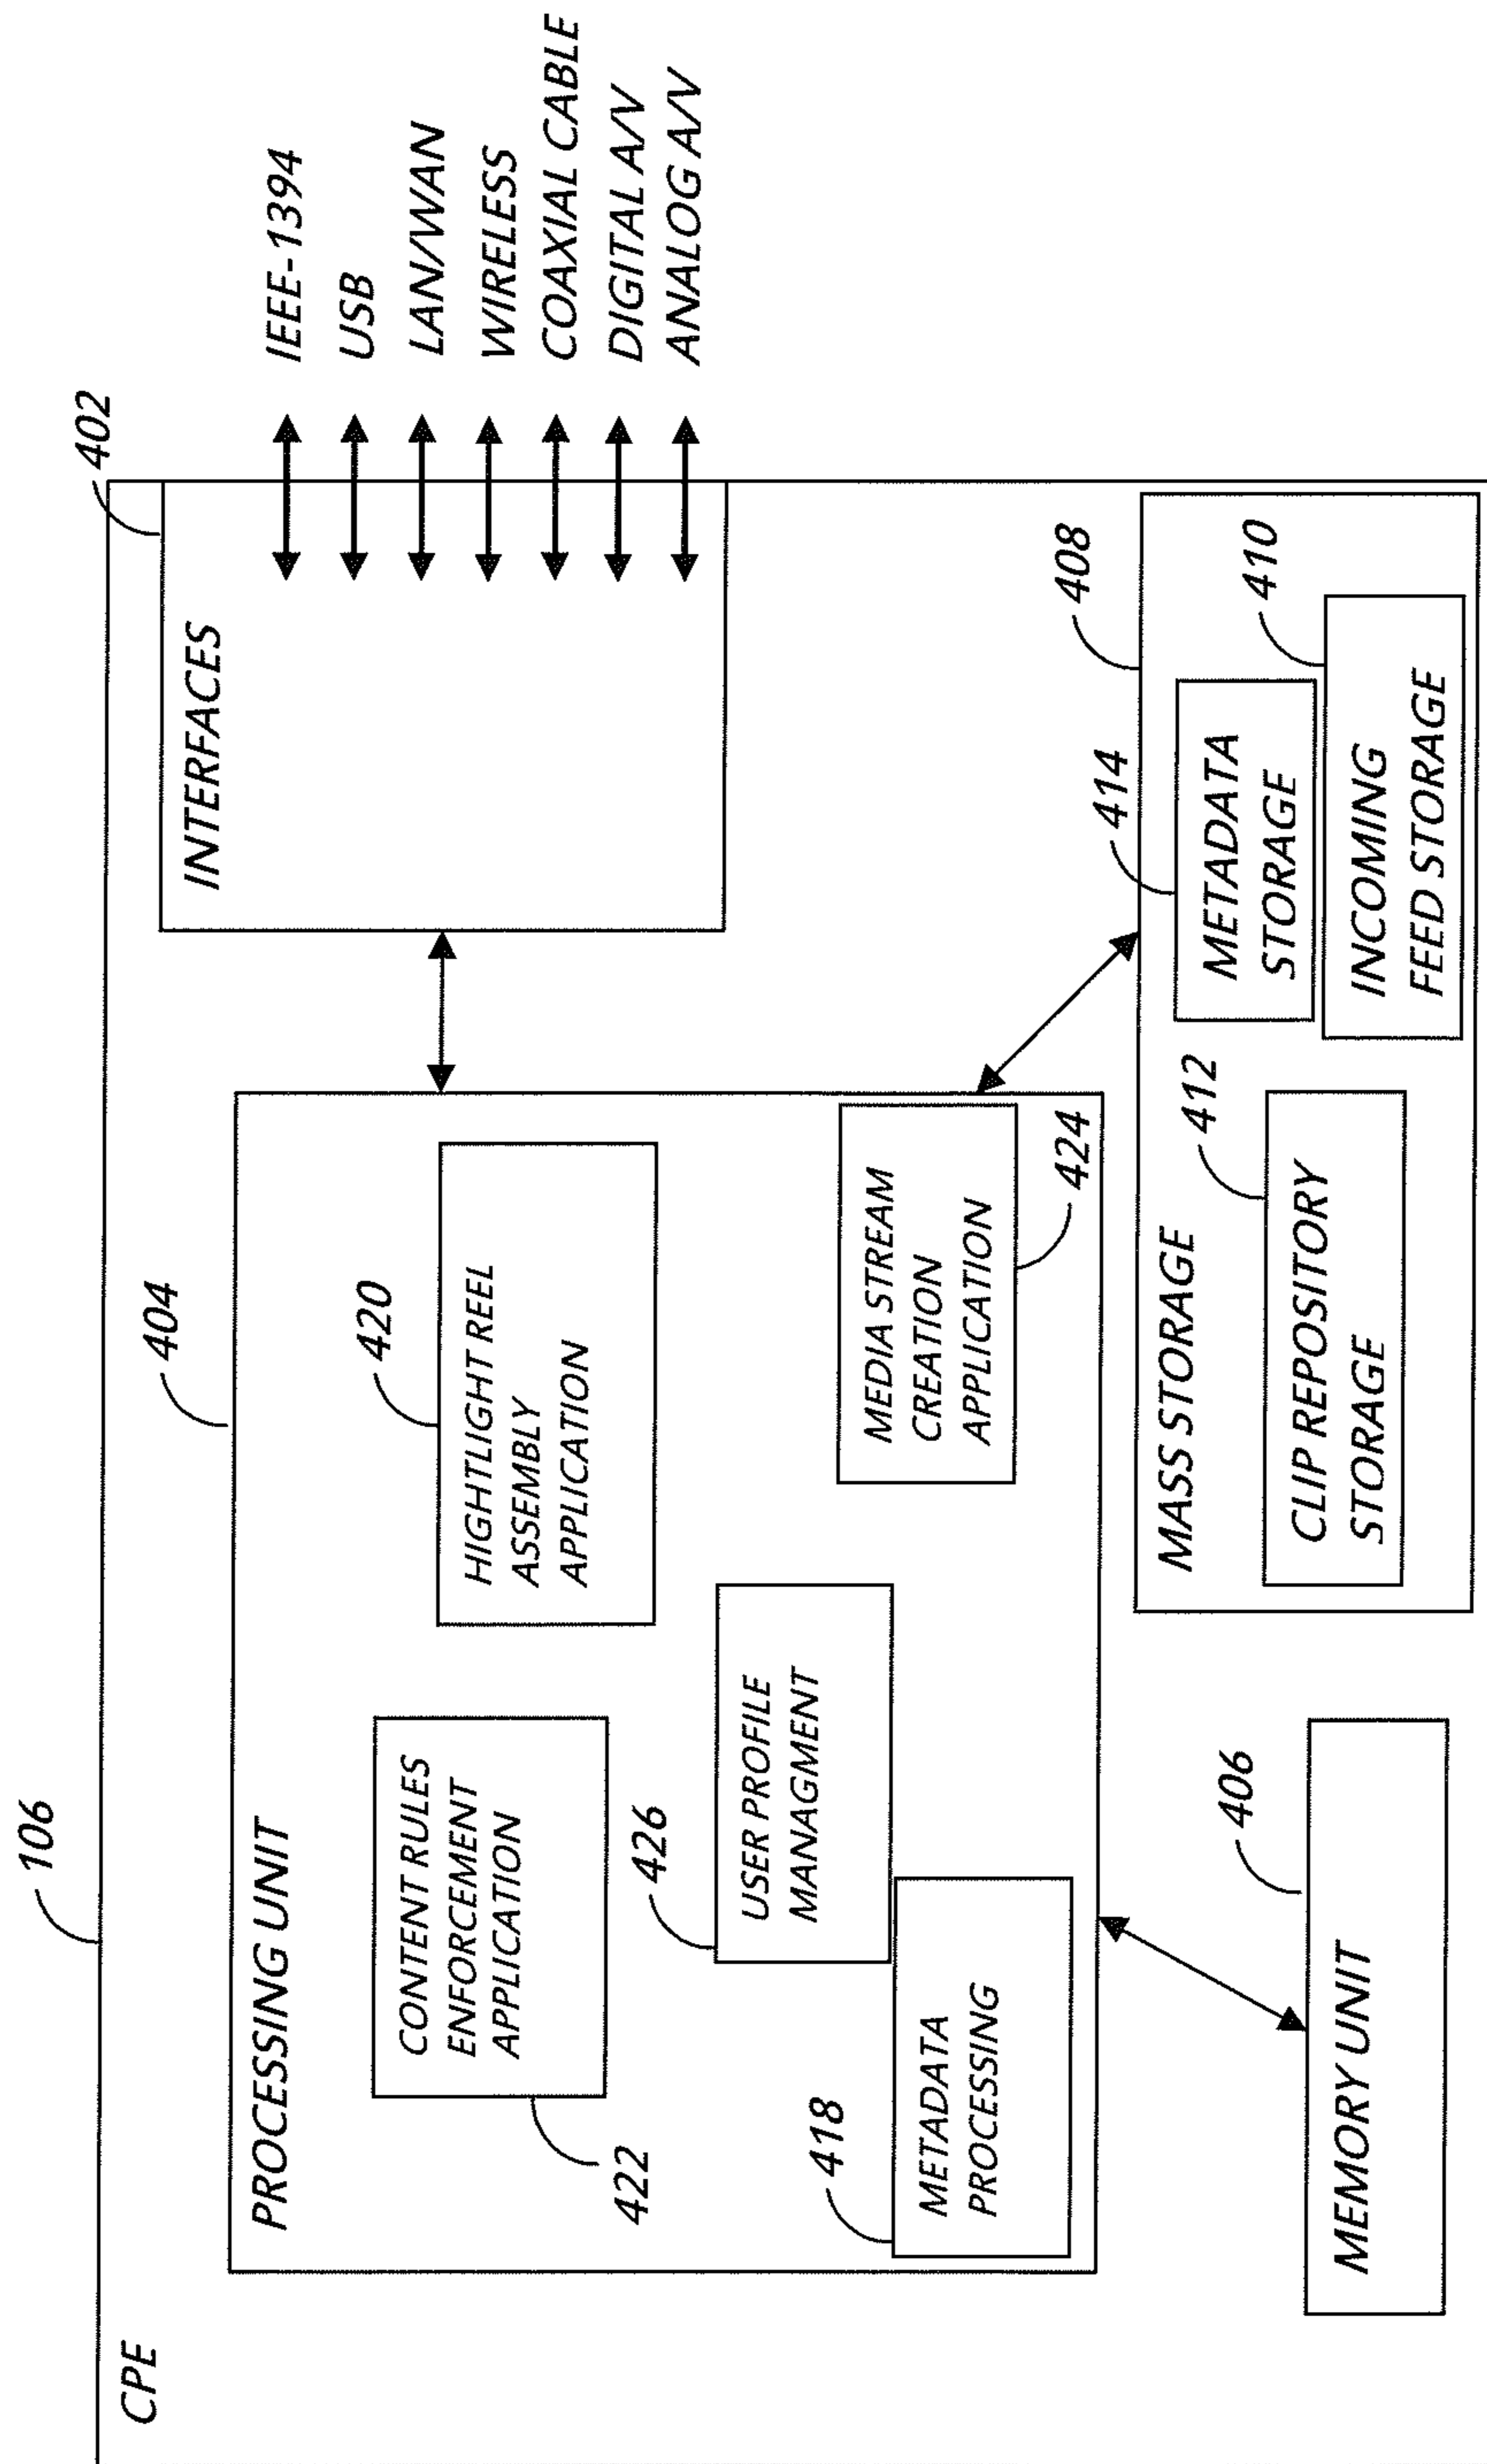 106
CPE
404
402
PROCESSING UNIT
INTERFACES
IEEE-1394
USB
LAN/WAN
WIRELESS
COAXIAL CABLE
DIGITAL A/V
ANALOG A/V
422
CONTENT RULES
ENFORCEMENT
APPLICATION
420
HIGHTLIGHT REEL
ASSEMBLY
APPLICATION
426
USER PROFILE
MANAGMENT
418
METADATA
PROCESSING
MEDIA STREAM
CREATION
APPLICATION
424
406
MEMORY UNIT
408
MASS STORAGE
412
CLIP REPOSITORY
STORAGE
414
METADATA
STORAGE
410
INCOMING
FEED STORAGE